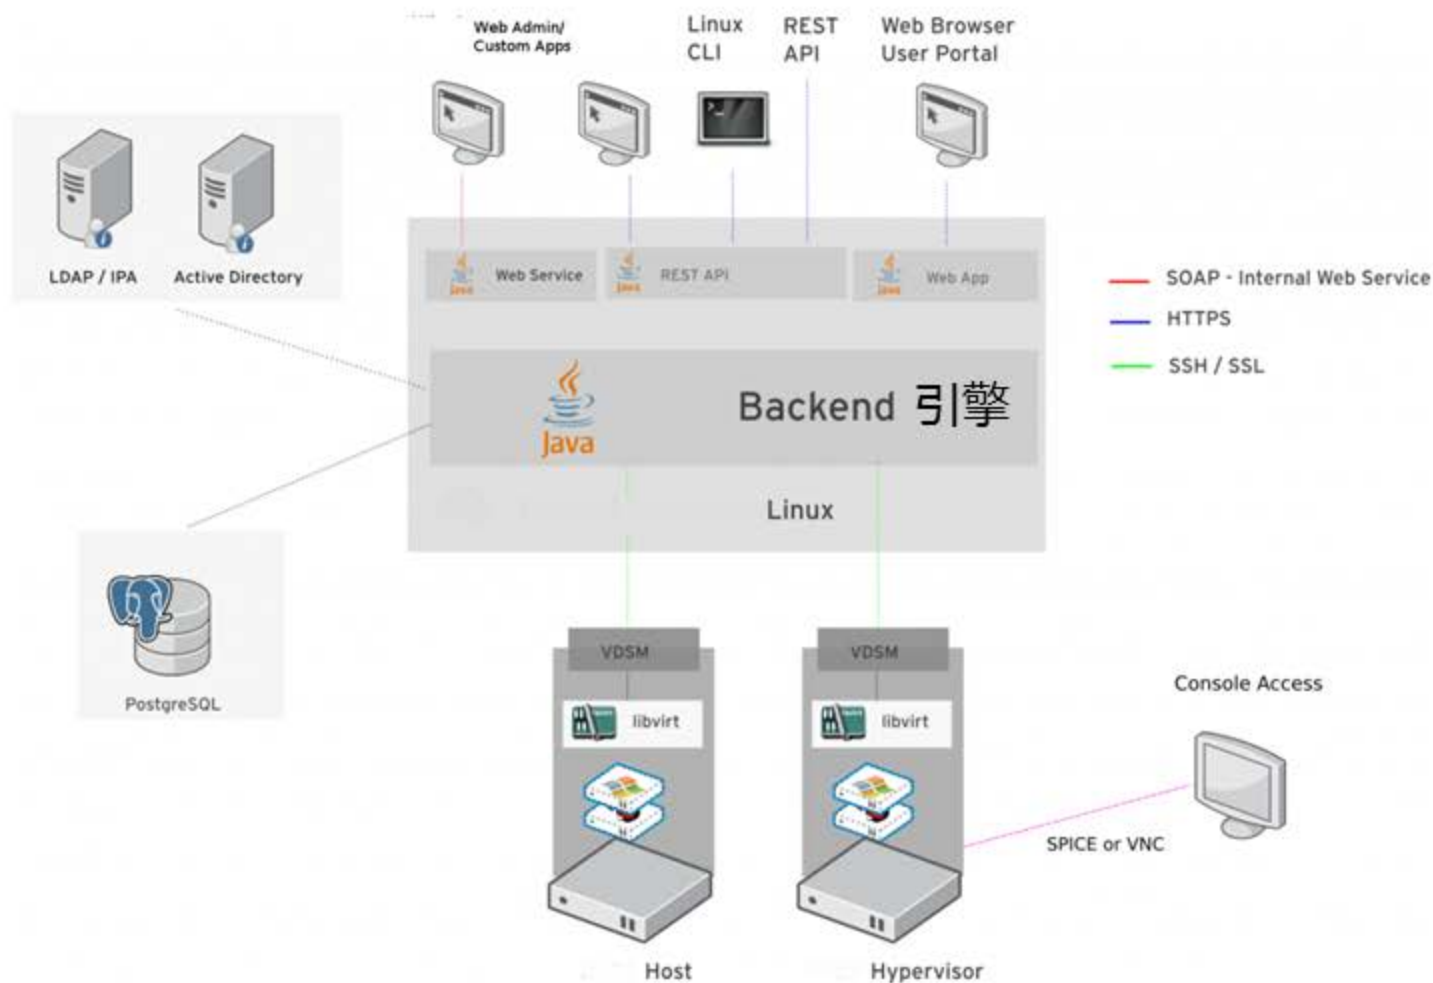 Web Admin/
Custom Apps
Linux
CLI
REST
API
Web Browser
User Portal
LDAP / IPA
Active Directory
Java
Web Service
Java
REST API
Java
Web App
SOAP - Internal Web Service
HTTPS
SSH / SSL
Java
Backend 引擎
Linux
PostgreSQL
VDSM
libvirt
VDSM
libvirt
Console Access
SPICE or VNC
Host
Hypervisor